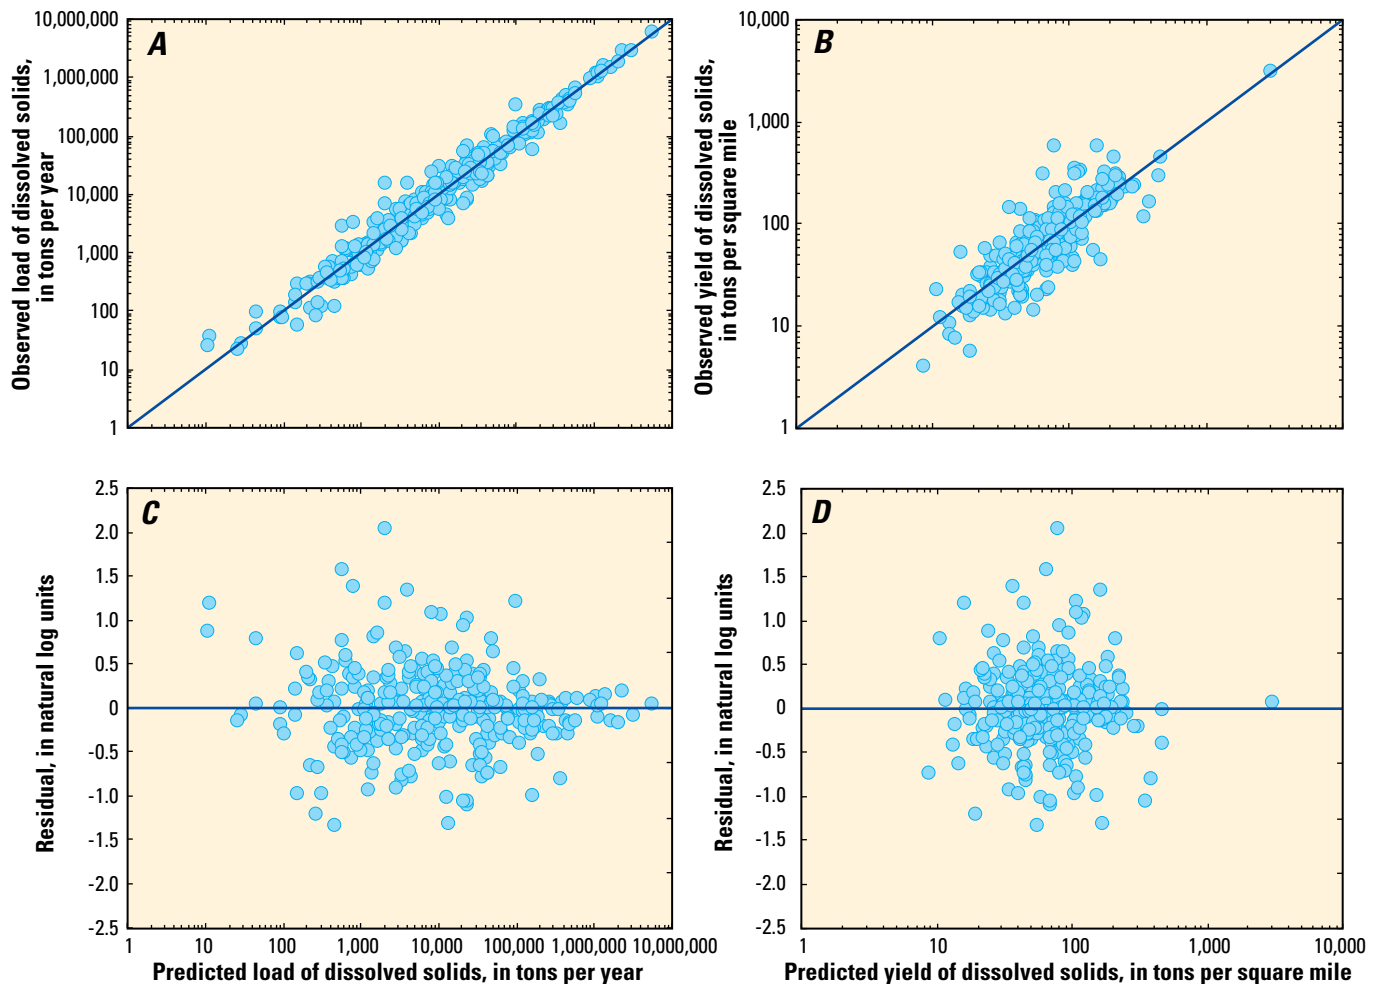 A
Observed load of dissolved solids,
in tons per year
10,000,000
1,000,000
100,000
10,000
1,000
100
10
1
B
Observed yield of dissolved solids,
in tons per square mile
10,000
1,000
100
10
1
C
Residual, in natural log units
2.5
2.0
1.5
1.0
0.5
0
-0.5
-1.0
-1.5
-2.0
-2.5
1 10 100 1,000 10,000 100,000 1,000,000 10,000,000
Predicted load of dissolved solids, in tons per year
D
Residual, in natural log units
2.5
2.0
1.5
1.0
0.5
0
-0.5
-1.0
-1.5
-2.0
-2.5
1 10 100 1,000 10,000
Predicted yield of dissolved solids, in tons per square mile